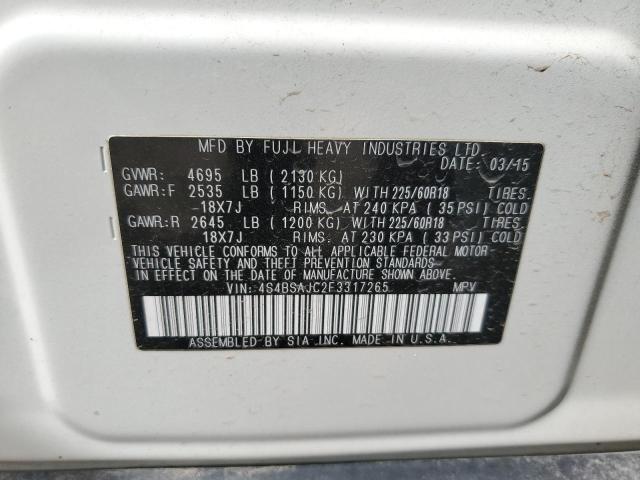 MFD BY FUJI HEAVY INDUSTRIES LTD.
DATE: 03/15
GVWR: 4695 LB (2130 KG)
GAWR:F 2535 LB (1150 KG) WITH 225/60R18 TIRES,
18X7J RIMS, AT 240 KPA (35 PSI) COLD
GAWR:R 2645 LB (1200 KG) WITH 225/60R18 TIRES,
18X7J RIMS, AT 230 KPA (33 PSI) COLD
THIS VEHICLE CONFORMS TO ALL APPLICABLE FEDERAL MOTOR
VEHICLE SAFETY AND THEFT PREVENTION STANDARDS
IN EFFECT ON THE DATE OF MANUFACTURE SHOWN ABOVE.
VIN: 4S4BSAJC2F3317265 MPV
ASSEMBLED BY SIA INC. MADE IN U.S.A.